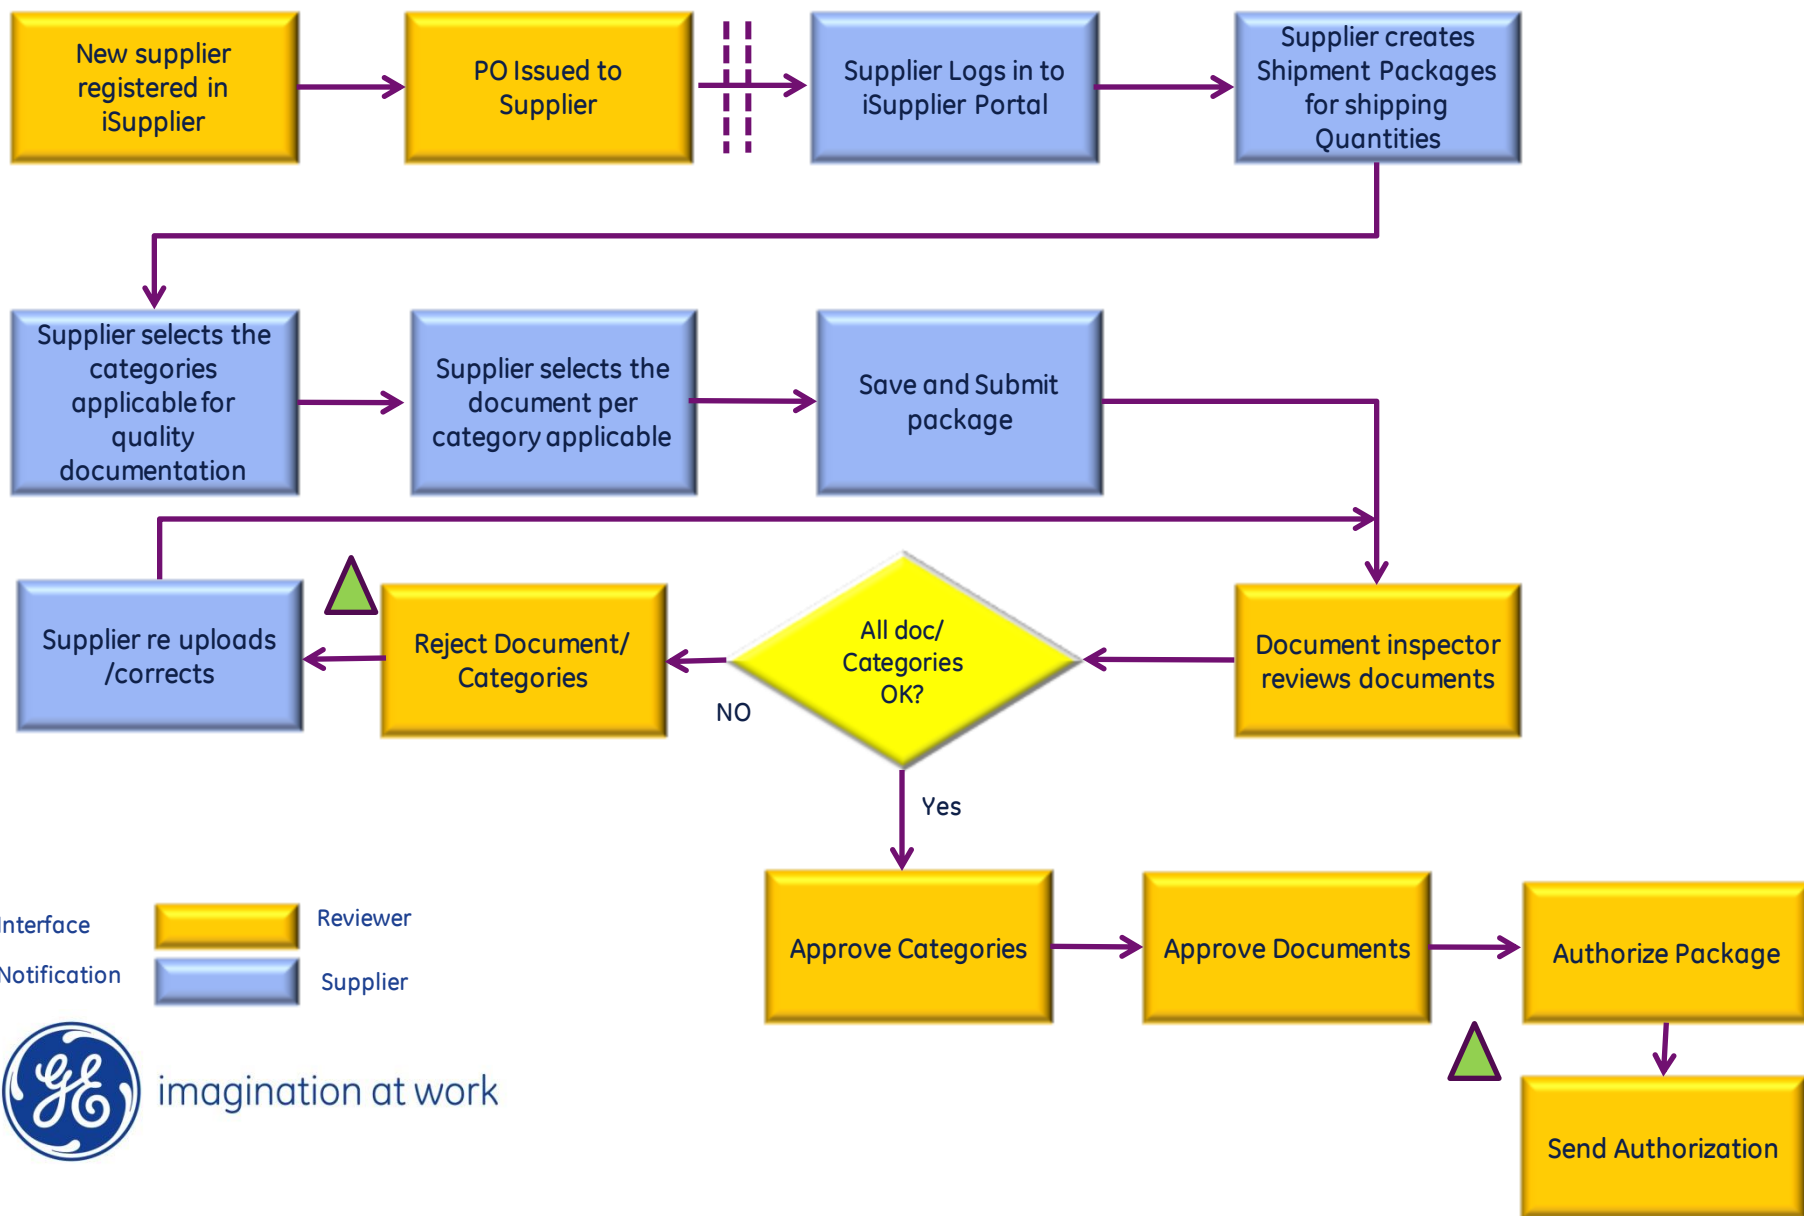 New supplier
registered in
iSupplier
PO Issued to
Supplier
Supplier Logs in to
iSupplier Portal
Supplier creates
Shipment Packages
for shipping
Quantities
Supplier selects the
categories
applicable for
quality
documentation
Supplier selects the
document per
category applicable
Save and Submit
package
Supplier re uploads
/corrects
Reject Document/
Categories
All doc/
Categories
OK?
Document inspector
reviews documents
NO
Yes
Approve Categories
Approve Documents
Authorize Package
Send Authorization
Interface
Reviewer
Notification
Supplier
GE
imagination at work